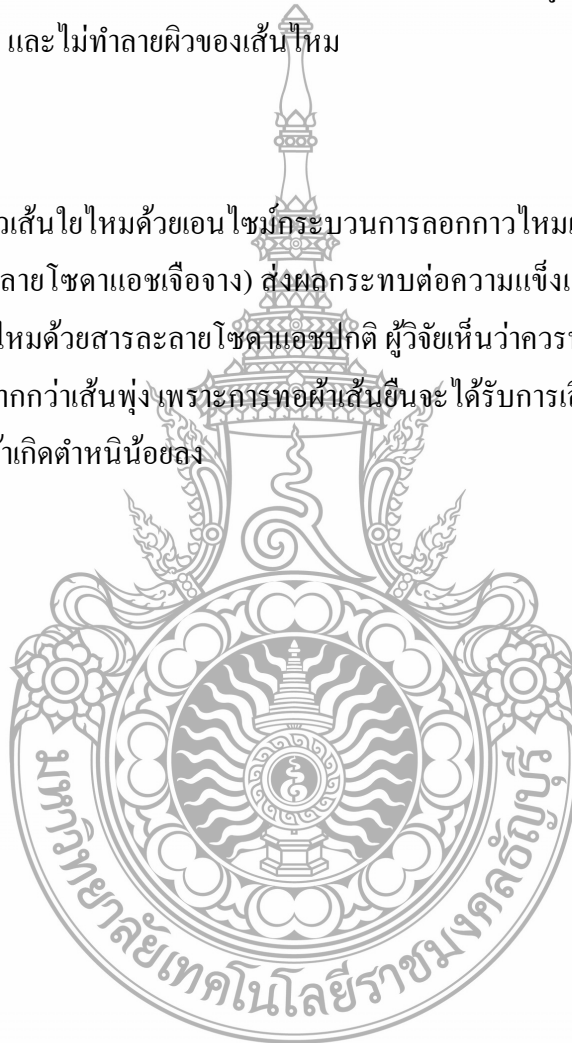 และไม่ทำลายผิวของเส้นไหม
วเส้นใยไหมด้วยเอนไซม์กระบวนการลอกกาวไหม
ลายโซดาแอชเจือจาง) ส่งผลกระทบต่อความแข็งแ
ไหมด้วยสารละลายโซดาแอชปกติ ผู้วิจัยเห็นว่าควร
ากกว่าเส้นพุ่ง เพราะการทอผ้าเส้นยืนจะได้รับการเสี
้าเกิดตำหนิน้อยลง
มหาวิทยาลัยเทคโนโลยีราชมงคลธัญบุรี